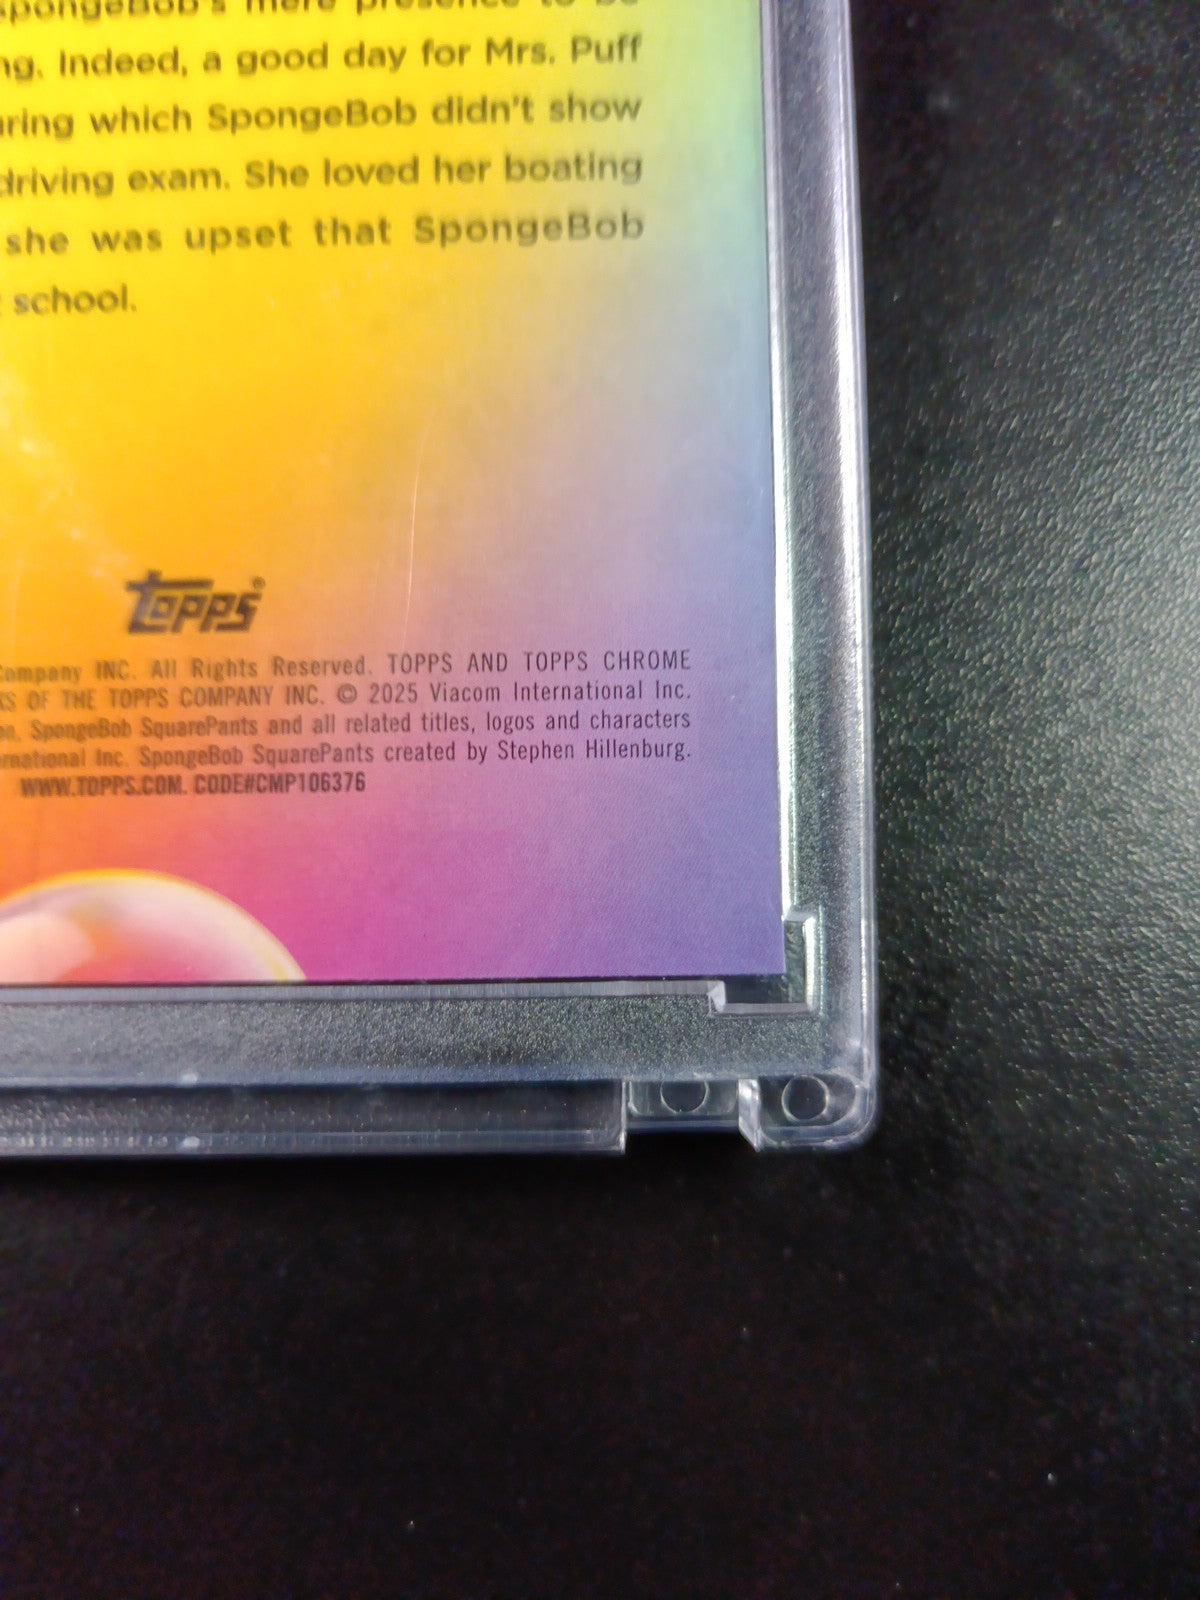 SpongeBob's mere presence to be
ng. Indeed, a good day for Mrs. Puff
uring which SpongeBob didn't show
driving exam. She loved her boating
she was upset that SpongeBob
school.
TOPPS®
Company INC. All Rights Reserved. TOPPS AND TOPPS CHROME
KS OF THE TOPPS COMPANY INC. © 2025 Viacom International Inc.
on, SpongeBob SquarePants and all related titles, logos and characters
ernational Inc. SpongeBob SquarePants created by Stephen Hillenburg.
WWW.TOPPS.COM. CODE#CMP106376